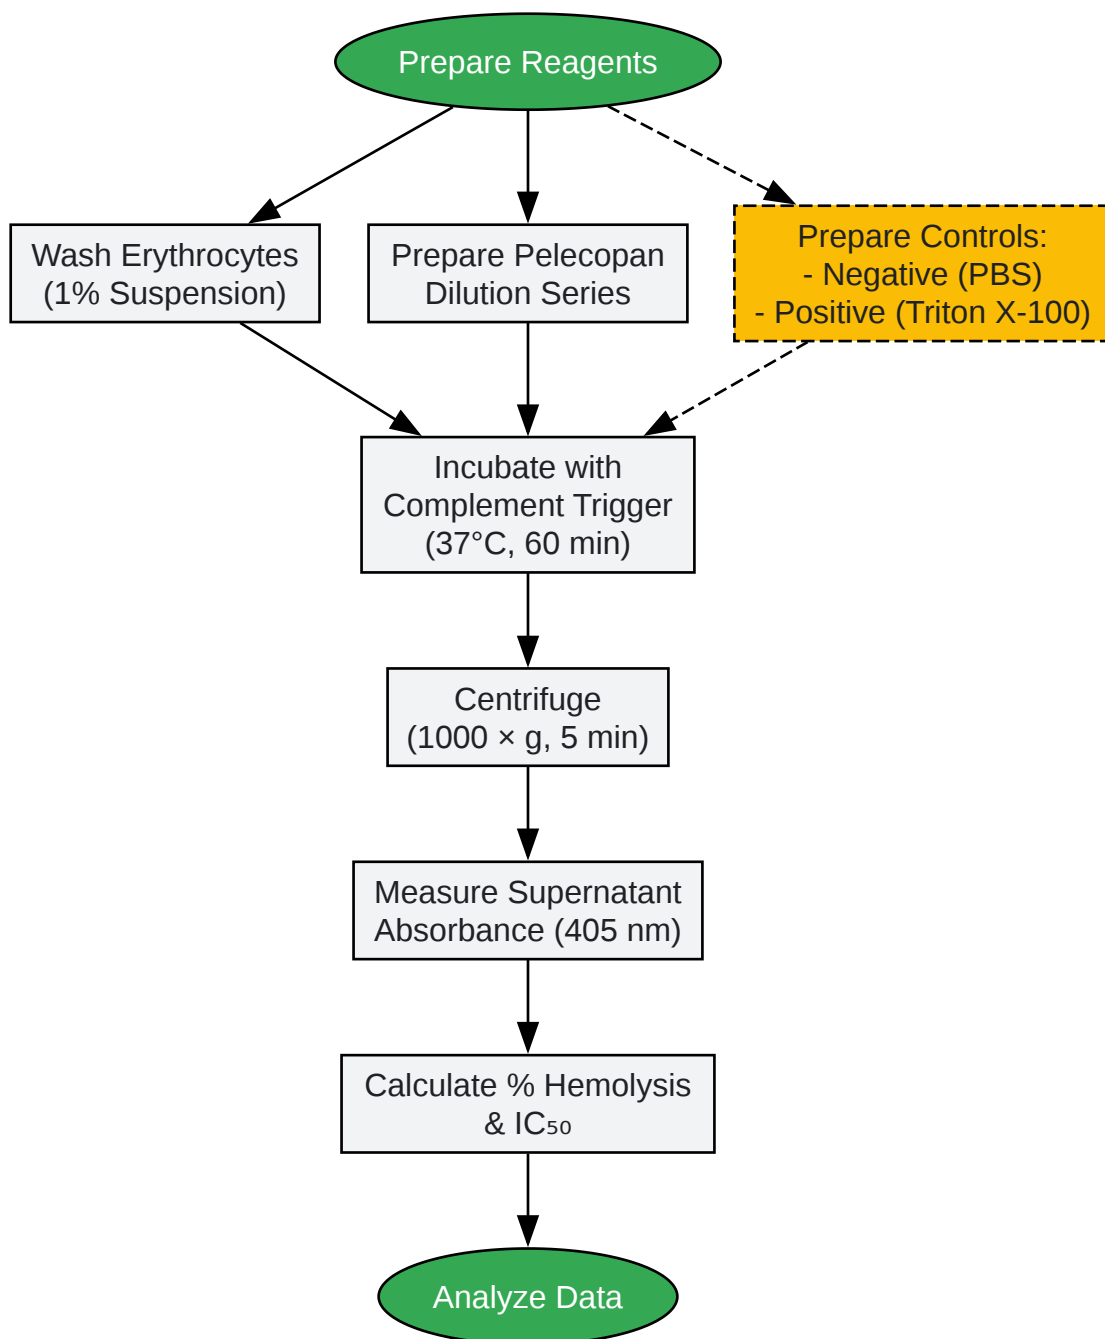 Prepare Reagents
Wash Erythrocytes
(1% Suspension)
Prepare Pelecopan
Dilution Series
Prepare Controls:
- Negative (PBS)
- Positive (Triton X-100)
Incubate with
Complement Trigger
(37°C, 60 min)
Centrifuge
(1000 × g, 5 min)
Measure Supernatant
Absorbance (405 nm)
Calculate % Hemolysis
& IC₅₀
Analyze Data